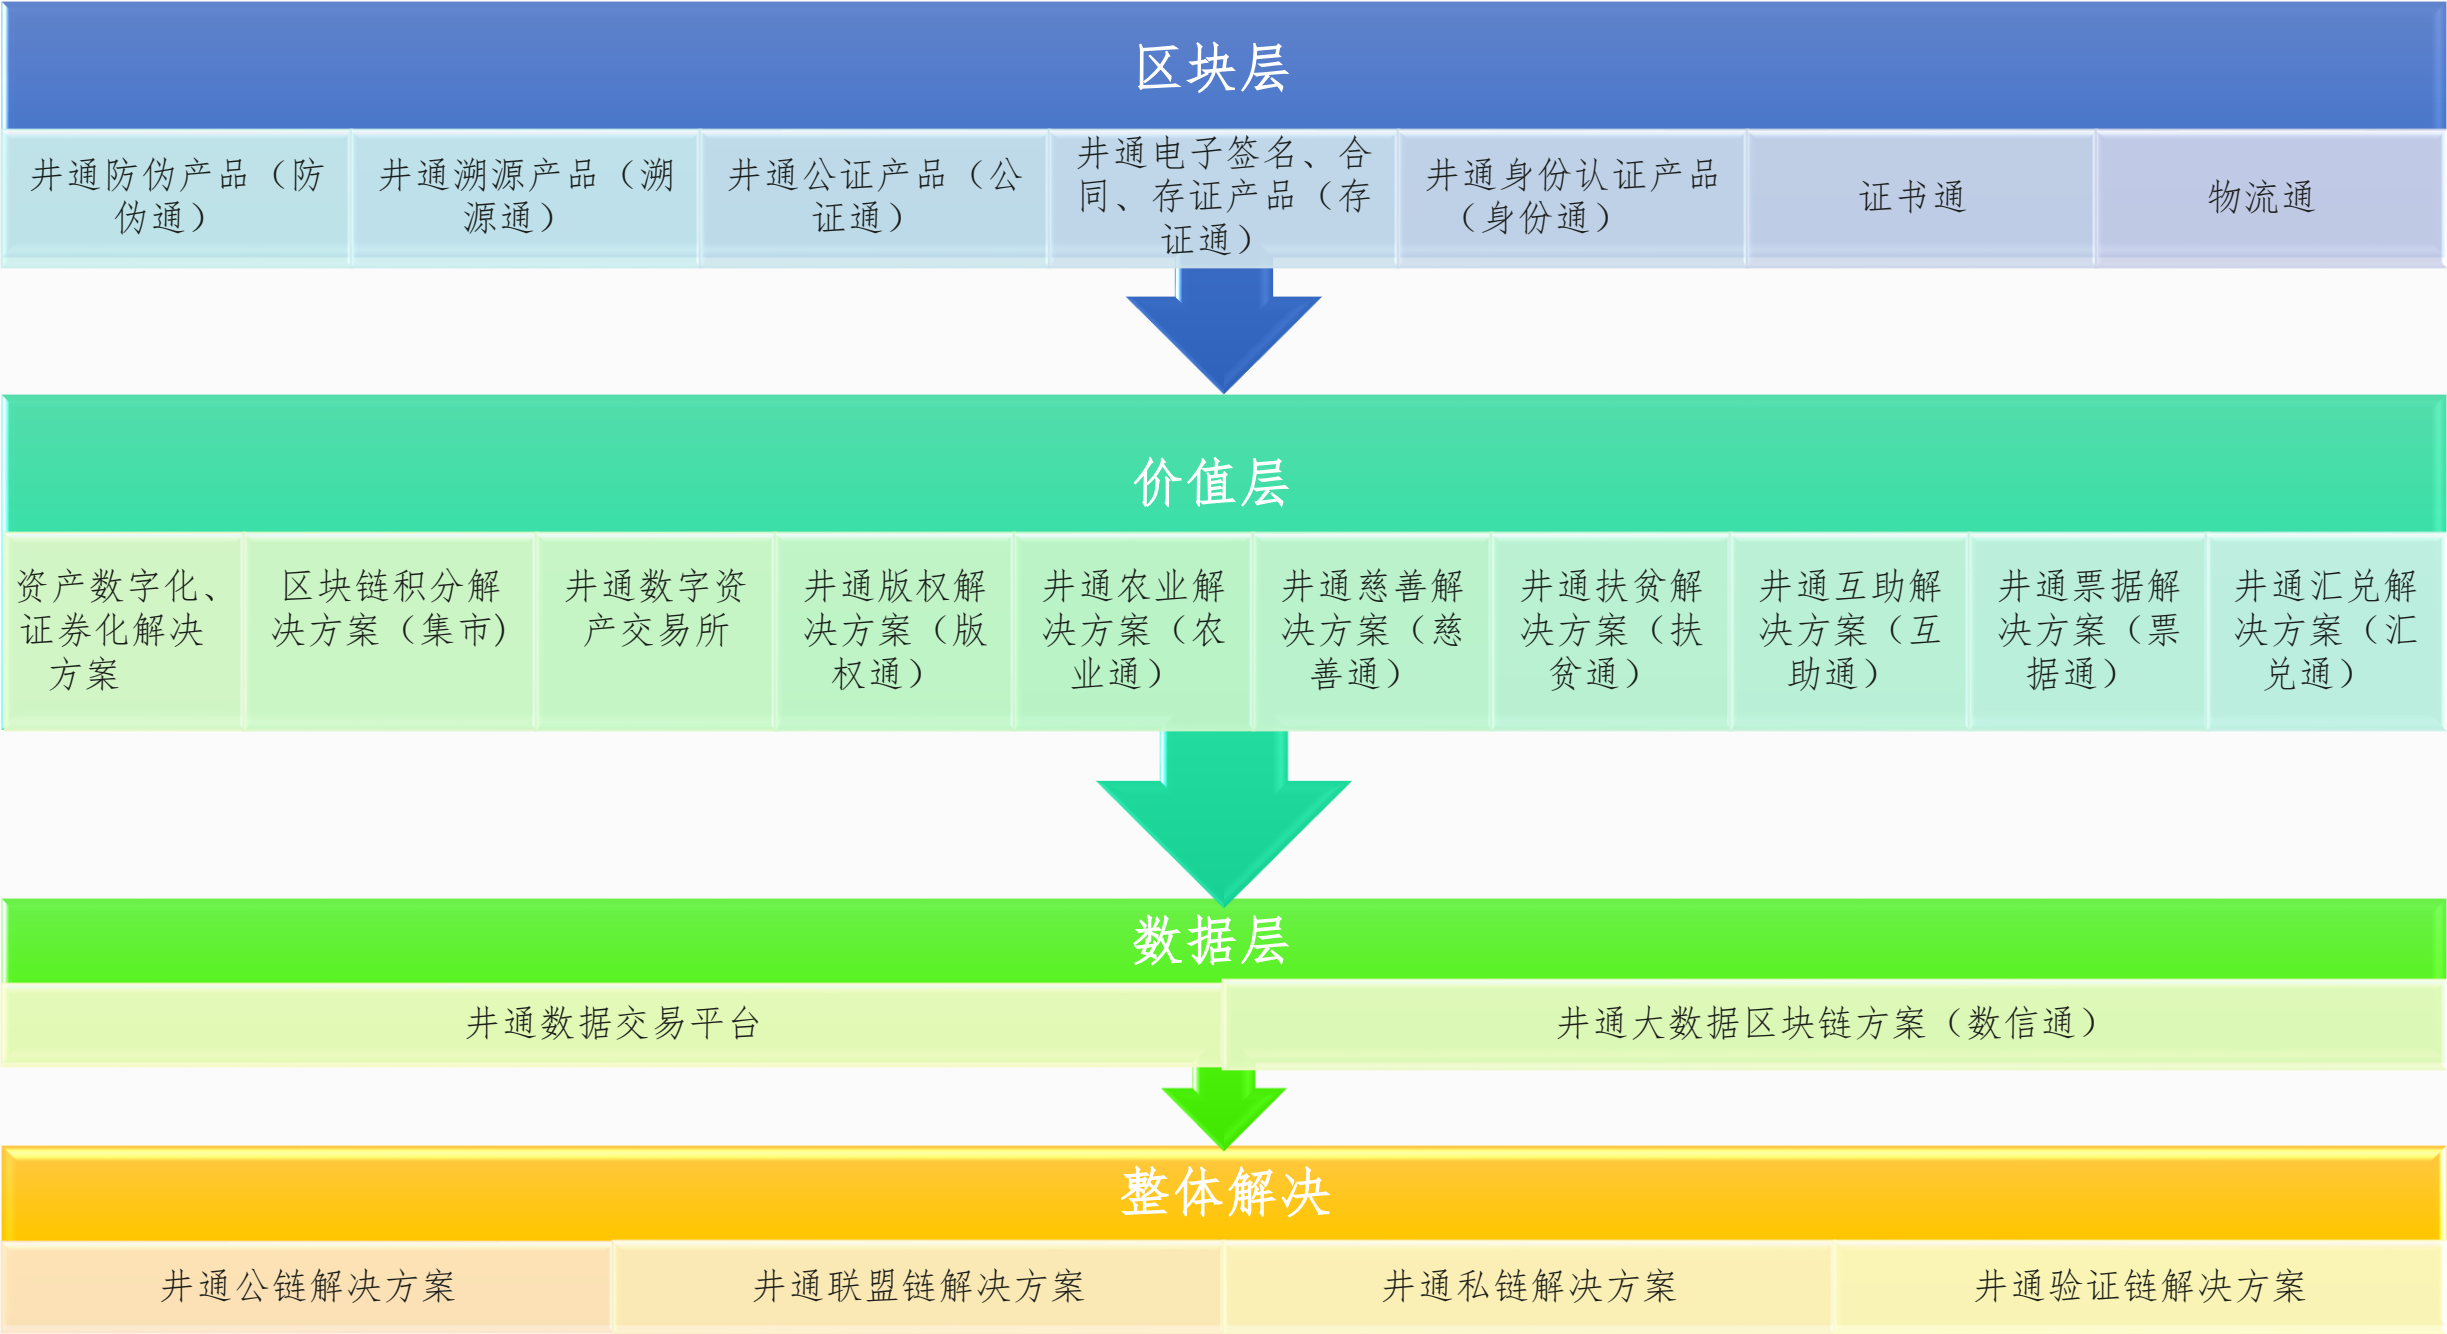 区块层
井通防伪产品（防
伪通）
井通溯源产品（溯
源通）
井通公证产品（公
证通）
井通电子签名、合
同、存证产品（存
证通）
井通身份认证产品
（身份通）
证书通
物流通
价值层
资产数字化、
证券化解决
方案
区块链积分解
决方案（集市)
井通数字资
产交易所
井通版权解
决方案（版
权通）
井通农业解
决方案（农
业通）
井通慈善解
决方案（慈
善通）
井通扶贫解
决方案（扶
贫通）
井通互助解
决方案（互
助通）
井通票据解
决方案（票
据通）
井通汇兑解
决方案（汇
兑通）
数据层
井通数据交易平台
井通大数据区块链方案（数信通）
整体解决
井通公链解决方案
井通联盟链解决方案
井通私链解决方案
井通验证链解决方案